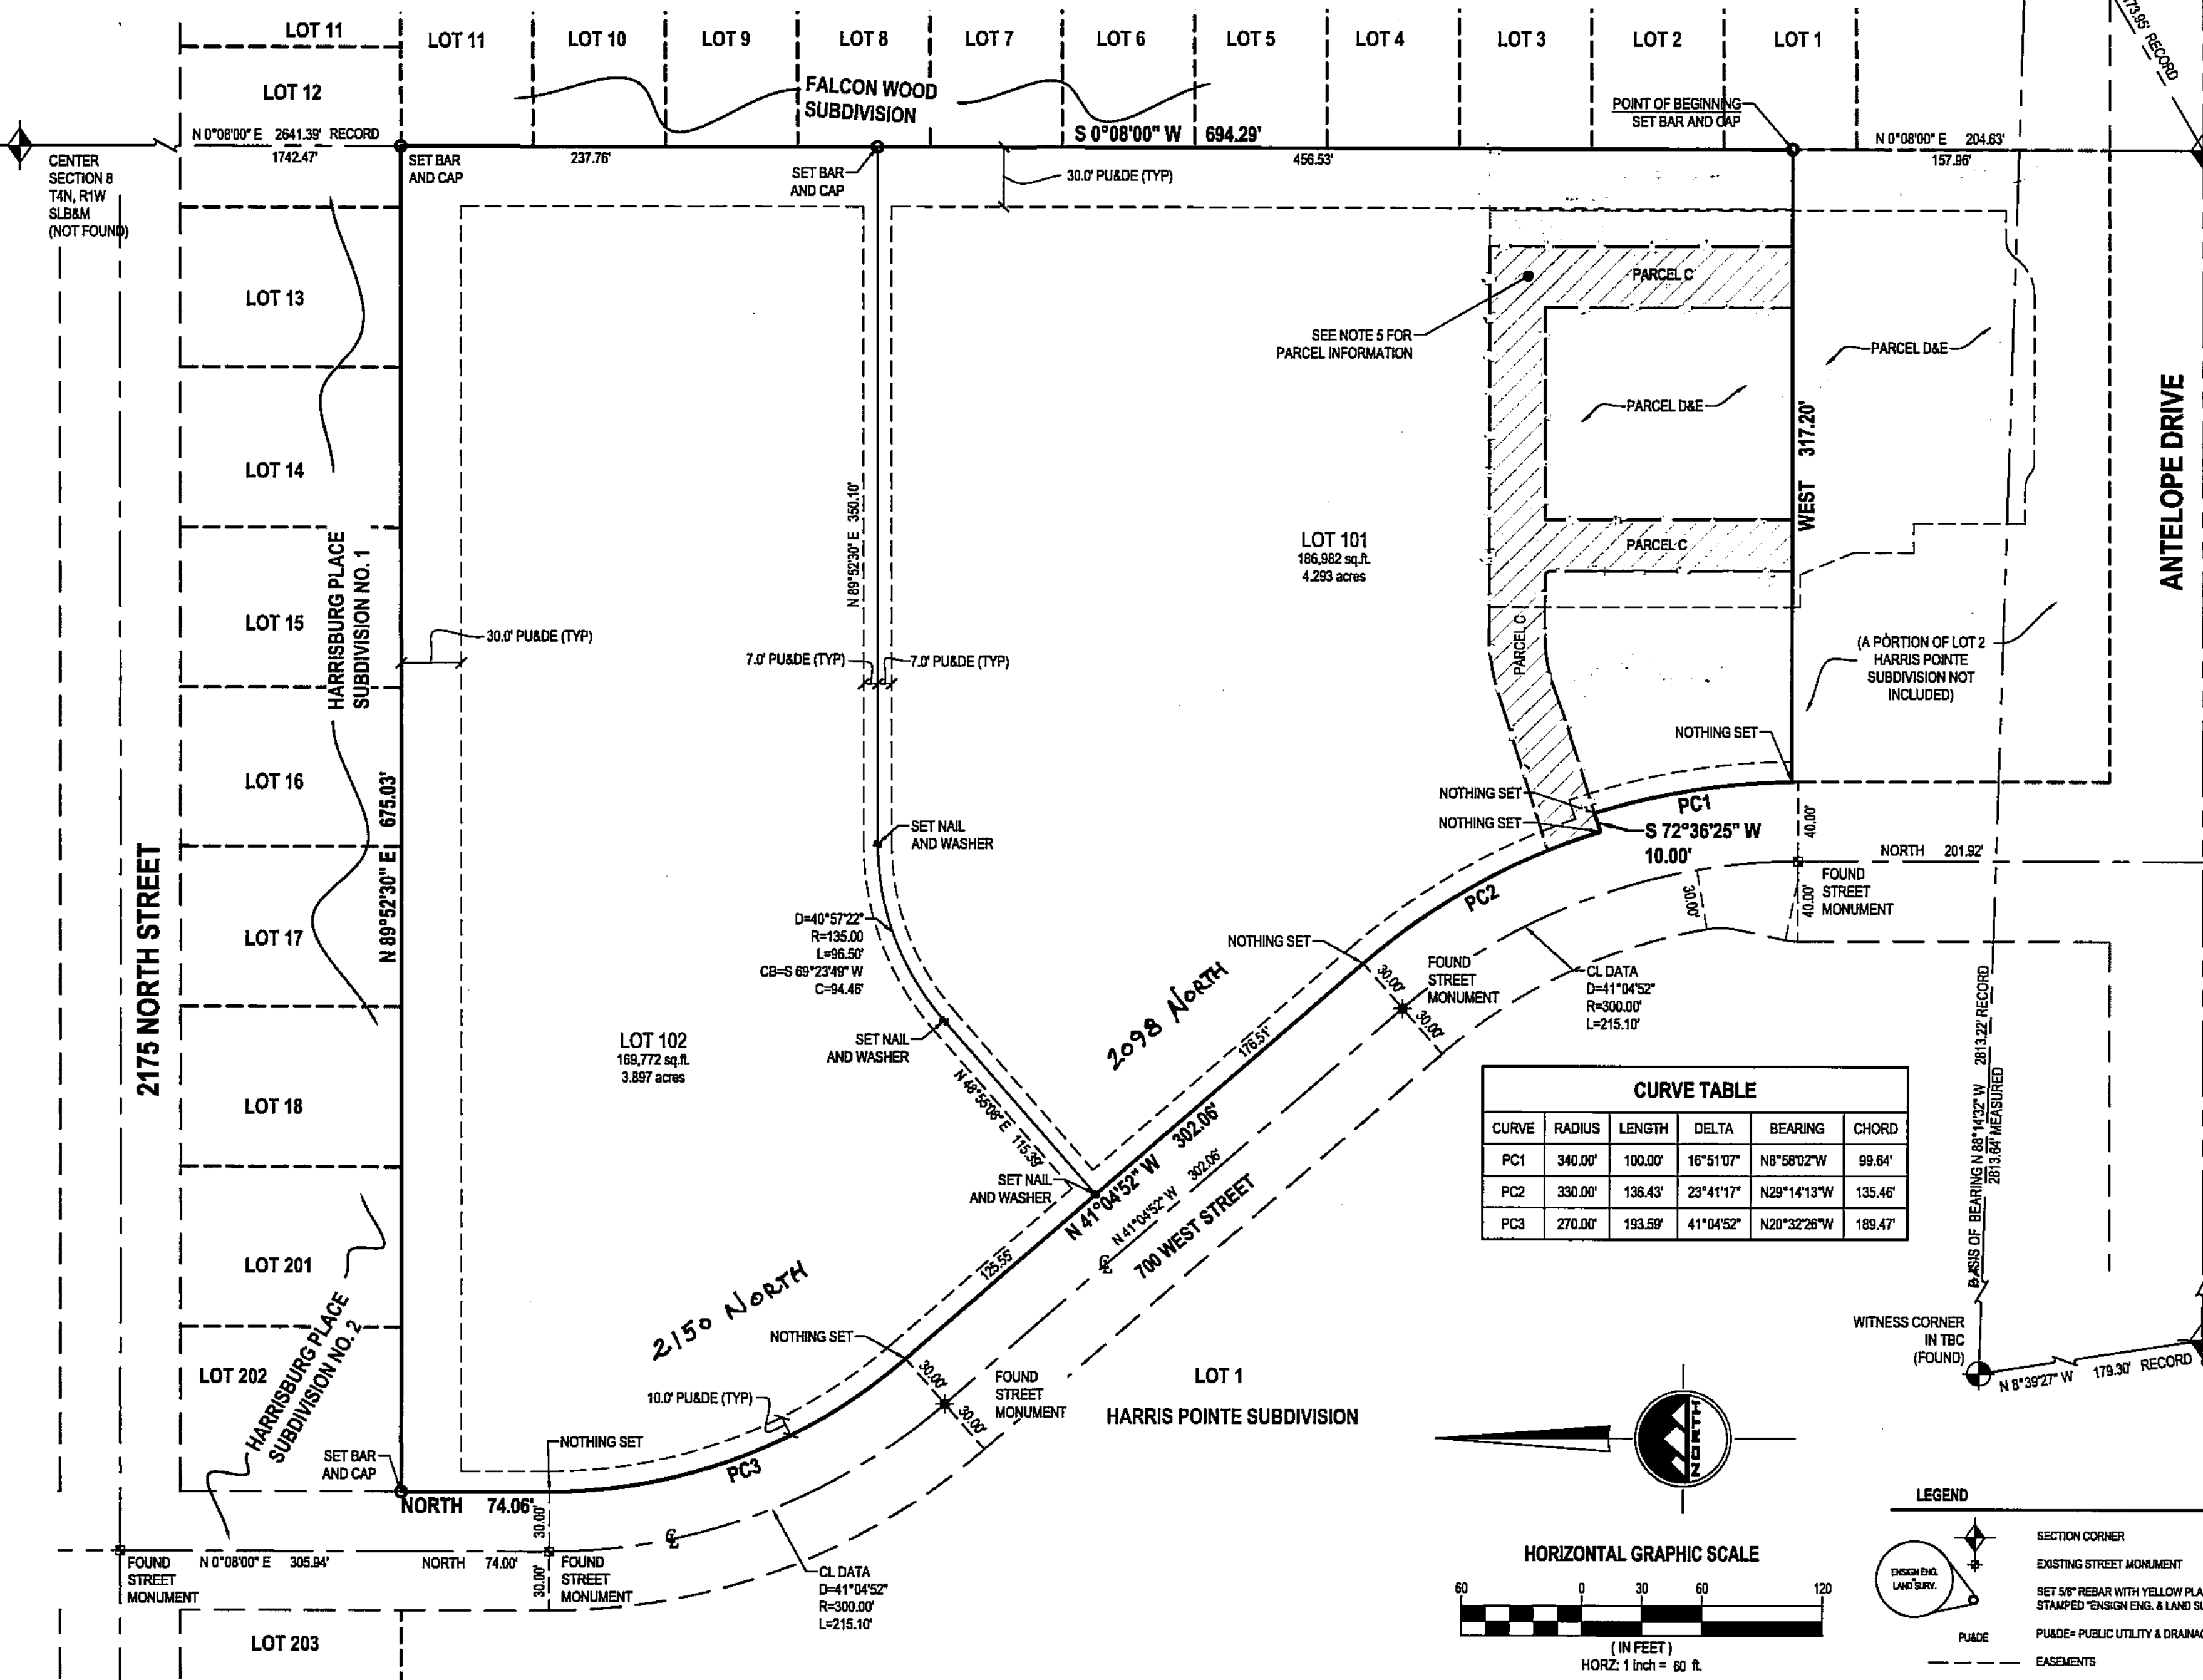 LOT 11
LOT 11
LOT 10
LOT 9
LOT 8
LOT 7
LOT 6
LOT 5
LOT 4
LOT 3
LOT 2
LOT 1
73.95' RECORD
LOT 12
FALCON WOOD
SUBDIVISION
POINT OF BEGINNING
SET BAR AND CAP
N 0°08'00" E 2641.39' RECORD
1742.47'
S 0°08'00" W 694.29'
N 0°08'00" E 204.63'
157.96'
CENTER
SECTION 8
T4N, R1W
SLB&M
(NOT FOUND)
SET BAR
AND CAP
237.76'
SET BAR
AND CAP
456.53'
30.0' PU&DE (TYP)
LOT 13
PARCEL C
SEE NOTE 5 FOR
PARCEL INFORMATION
PARCEL D&E
PARCEL D&E
WEST 317.20'
ANTELOPE DRIVE
LOT 14
N 89°52'30" E 350.10'
LOT 101
186,982 sq.ft.
4.293 acres
PARCEL C
HARRISBURG PLACE
SUBDIVISION NO. 1
LOT 15
30.0' PU&DE (TYP)
7.0' PU&DE (TYP)
7.0' PU&DE (TYP)
PARCEL C
(A PORTION OF LOT 2
HARRIS POINTE
SUBDIVISION NOT
INCLUDED)
LOT 16
N 89°52'30" E 675.03'
NOTHING SET
NOTHING SET
NOTHING SET
PC1
S 72°36'25" W
10.00'
40.00'
NORTH 201.92'
2175 NORTH STREET
SET NAIL
AND WASHER
FOUND
STREET
MONUMENT
40.00'
30.00'
PC2
LOT 17
D=40°57'22"
R=135.00
L=96.50'
CB=S 69°23'49" W
C=94.46'
NOTHING SET
30.00'
FOUND
STREET
MONUMENT
30.00'
CL DATA
D=41°04'52"
R=300.00'
L=215.10'
2098 NORTH
176.51'
LOT 102
169,772 sq.ft.
3.897 acres
SET NAIL
AND WASHER
N 48°55'08" E 115.39'
LOT 18
SET NAIL
AND WASHER
N 41°04'52" W 302.06'
N 41°04'52" W 302.06'
700 WEST STREET
CURVE TABLE
CURVE RADIUS LENGTH DELTA BEARING CHORD
PC1 340.00' 100.00' 16°51'07" N8°58'02"W 99.64'
PC2 330.00' 136.43' 23°41'17" N29°14'13"W 135.46'
PC3 270.00' 193.59' 41°04'52" N20°32'26"W 189.47'
BASIS OF BEARING N 88°14'32" W 2813.22' RECORD
2813.64' MEASURED
LOT 201
125.55'
2150 NORTH
HARRISBURG PLACE
SUBDIVISION NO. 2
NOTHING SET
30.00'
30.00'
FOUND
STREET
MONUMENT
WITNESS CORNER
IN TBC
(FOUND)
N 8°39'27" W 179.30' RECORD
LOT 202
10.0' PU&DE (TYP)
LOT 1
HARRIS POINTE SUBDIVISION
NORTH
NOTHING SET
SET BAR
AND CAP
PC3
NORTH 74.06'
30.00'
30.00'
FOUND
STREET
MONUMENT
N 0°08'00" E 305.94'
NORTH 74.00'
FOUND
STREET
MONUMENT
CL DATA
D=41°04'52"
R=300.00'
L=215.10'
LOT 203
HORIZONTAL GRAPHIC SCALE
60 0 30 60 120
( IN FEET )
HORZ: 1 inch = 60 ft.
LEGEND
SECTION CORNER
EXISTING STREET MONUMENT
ENSIGN ENG.
LAND SURV.
SET 5/8" REBAR WITH YELLOW PLA
STAMPED "ENSIGN ENG. & LAND SU
PU&DE
PU&DE= PUBLIC UTILITY & DRAINA
EASEMENTS